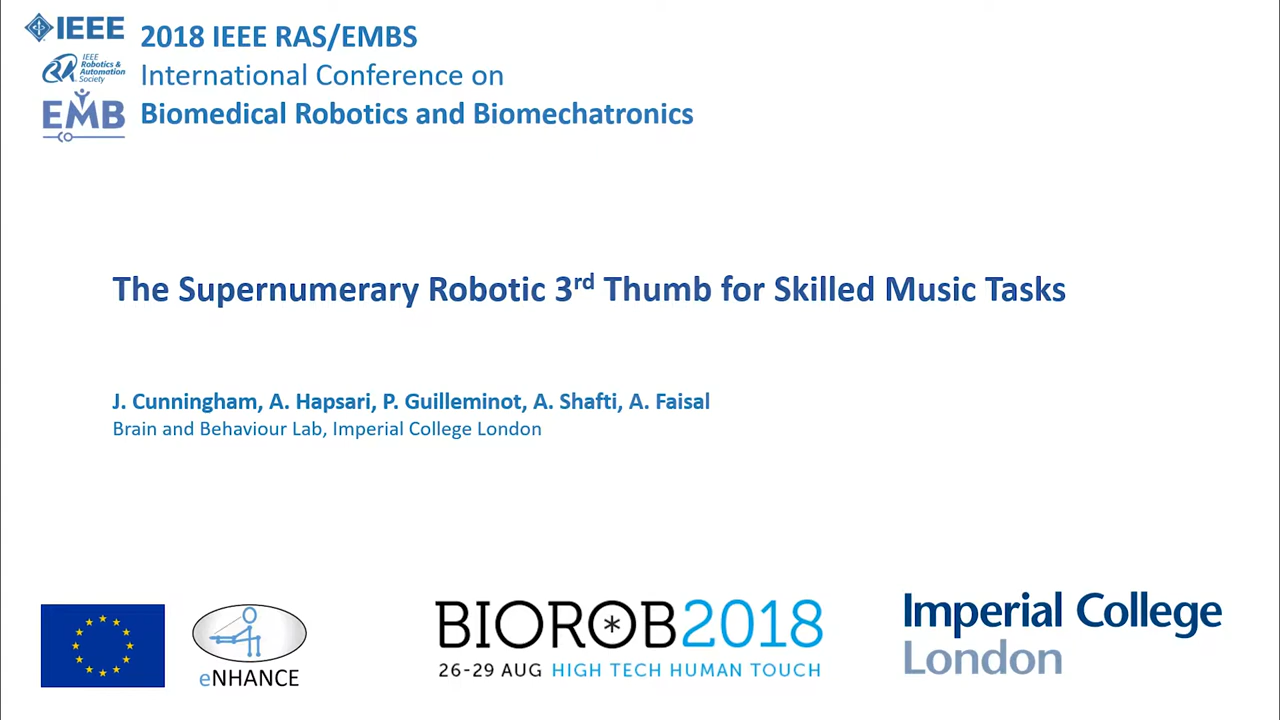 IEEE
2018 IEEE RAS/EMBS
IEEE
Robotics &
Automation
Society
RA
International Conference on
EMB
Biomedical Robotics and Biomechatronics
The Supernumerary Robotic 3rd Thumb for Skilled Music Tasks
J. Cunningham, A. Hapsari, P. Guilleminot, A. Shafti, A. Faisal
Brain and Behaviour Lab, Imperial College London
eNHANCE
BIOROB2018
26-29 AUG HIGH TECH HUMAN TOUCH
Imperial College
London